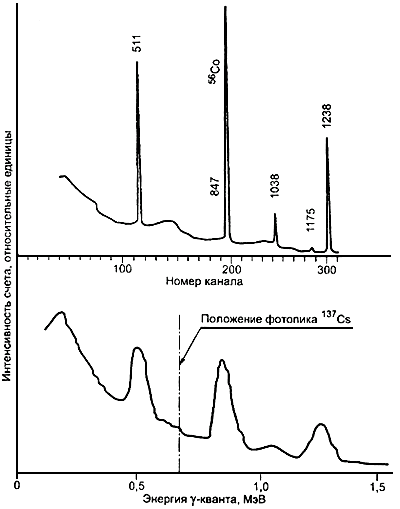 Интенсивность счета, относительные единицы
511
847
⁵⁶Co
1038
1175
1238
100 200 300
Номер канала
Положение фотопика ¹³⁷Cs
0 0,5 1,0 1,5
Энергия γ-кванта, МэВ